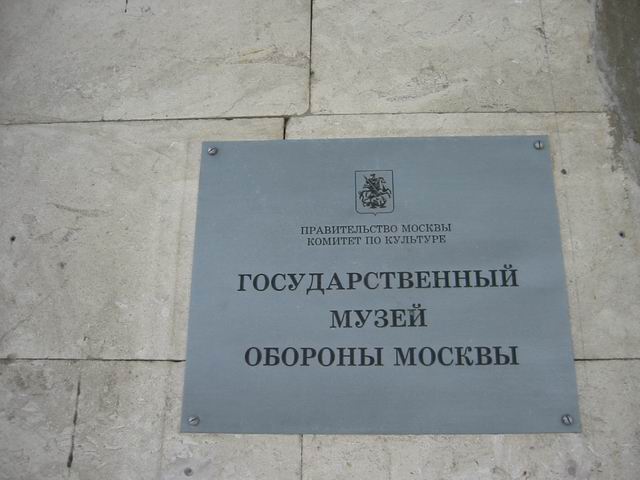 ПРАВИТЕЛЬСТВО МОСКВЫ
КОМИТЕТ ПО КУЛЬТУРЕ
ГОСУДАРСТВЕННЫЙ
МУЗЕЙ
ОБОРОНЫ МОСКВЫ